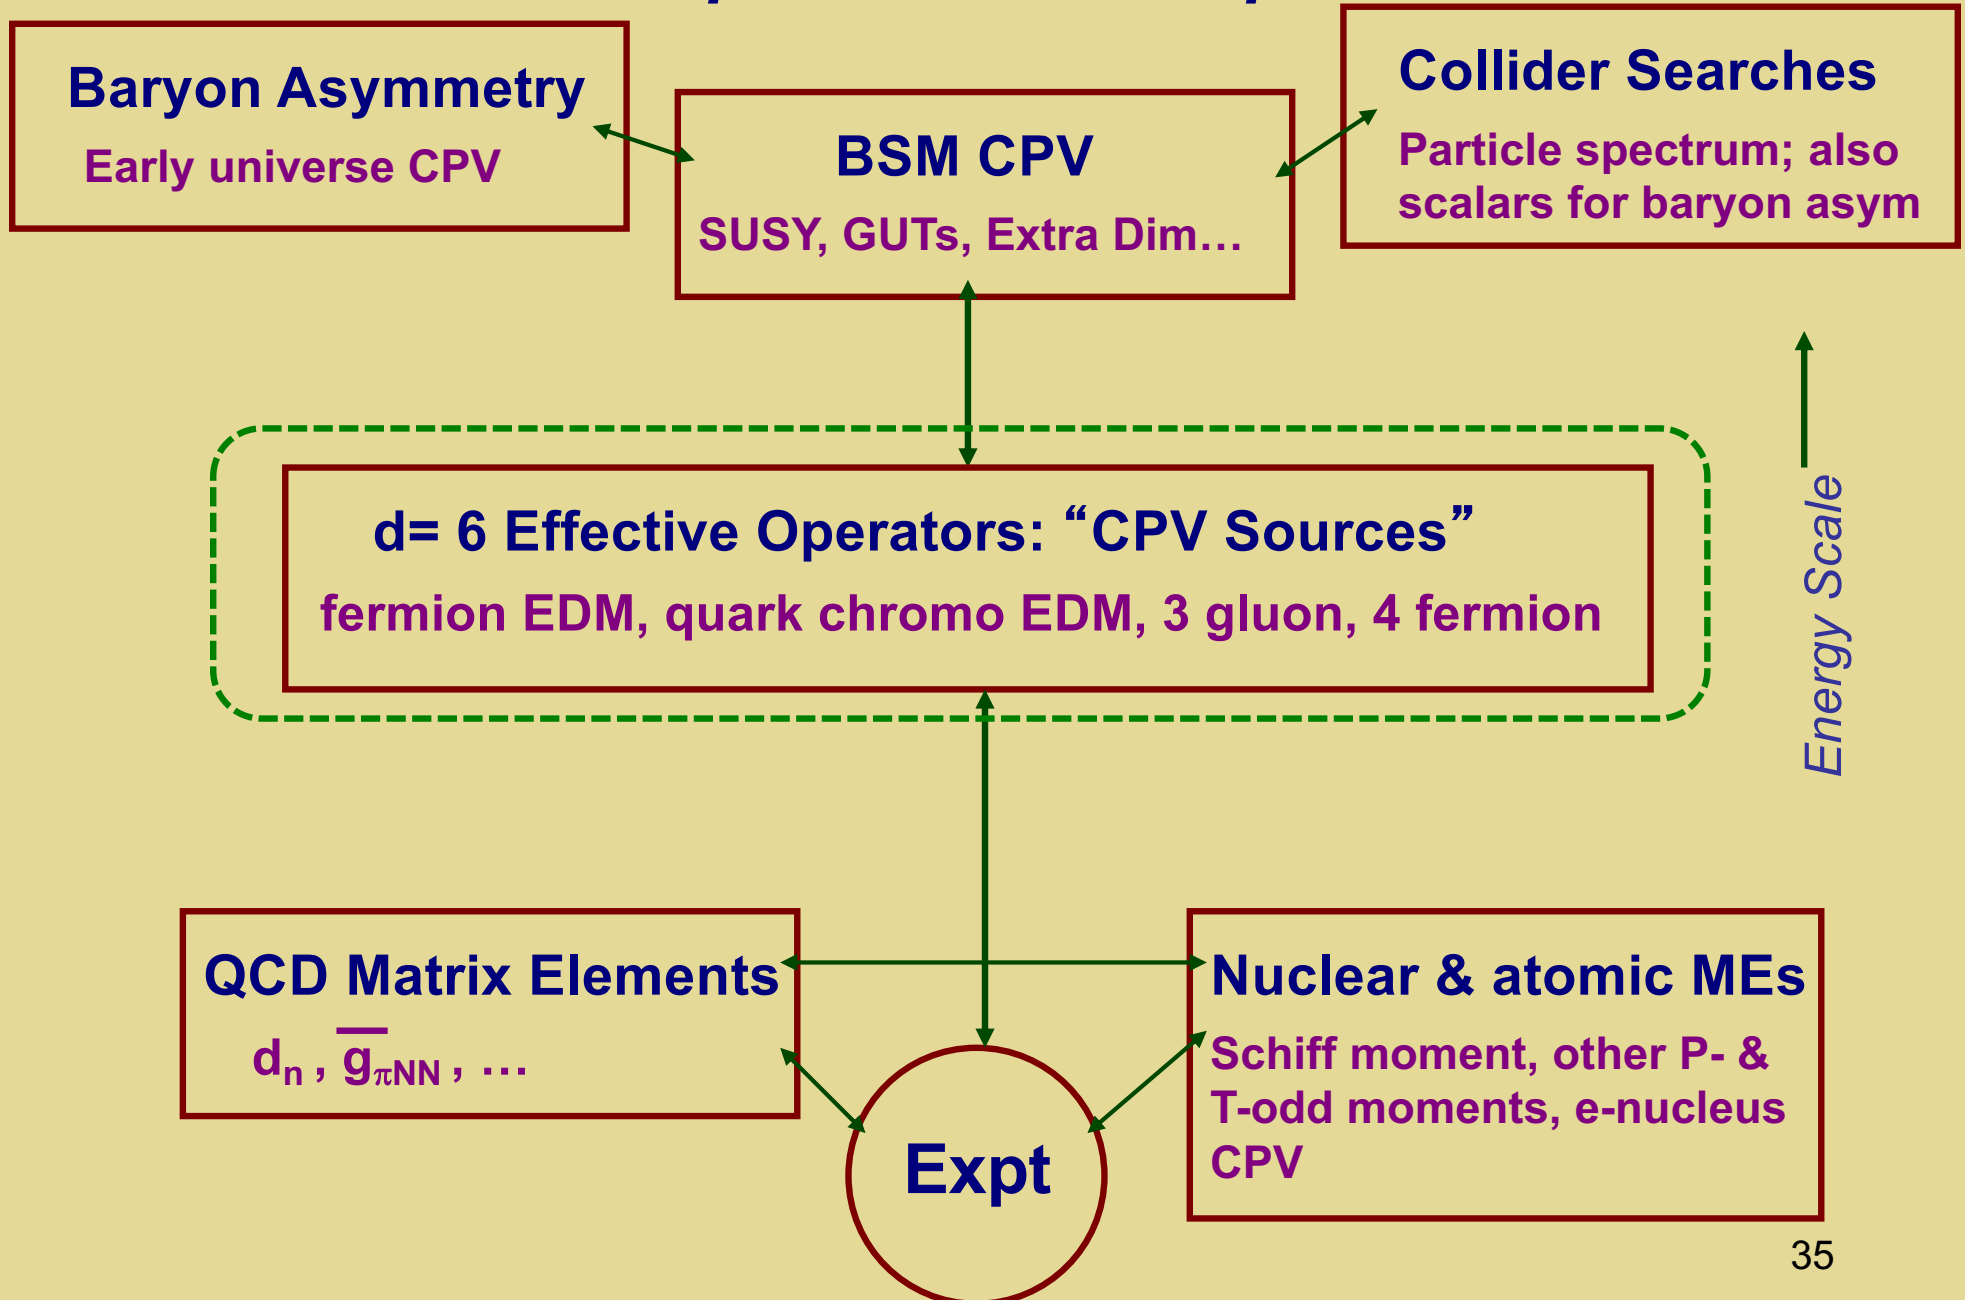 Baryon Asymmetry
Early universe CPV
BSM CPV
SUSY, GUTs, Extra Dim…
Collider Searches
Particle spectrum; also
scalars for baryon asym
d= 6 Effective Operators: “CPV Sources”
fermion EDM, quark chromo EDM, 3 gluon, 4 fermion
Energy Scale
QCD Matrix Elements
dₙ , g̅πNN , …
Nuclear & atomic MEs
Schiff moment, other P- &
T-odd moments, e-nucleus
CPV
Expt
35